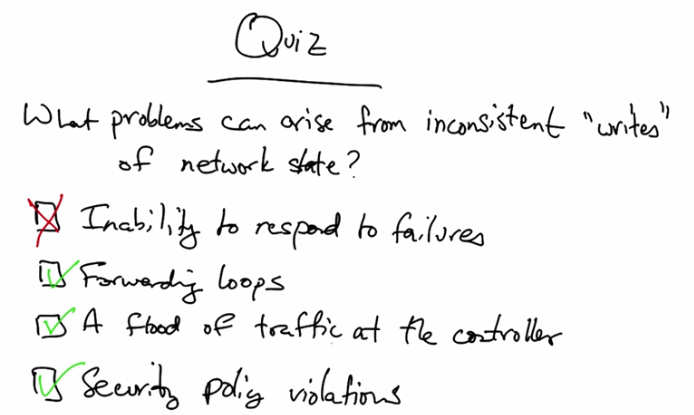 Quiz
What problems can arise from inconsistent "writes"
of network state?
Inability to respond to failures
Forwarding loops
A flood of traffic at the controller
Security policy violations